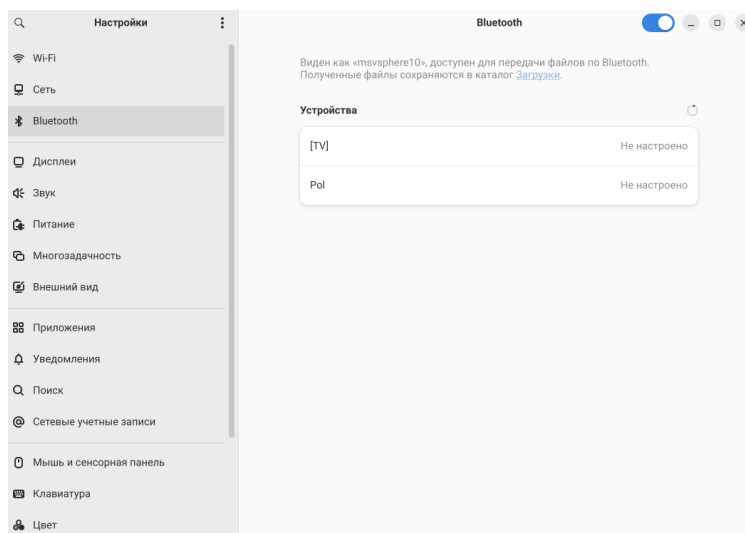 Настройки
Wi-Fi
Сеть
Bluetooth
Дисплеи
Звук
Питание
Многозадачность
Внешний вид
Приложения
Уведомления
Поиск
Сетевые учетные записи
Мышь и сенсорная панель
Клавиатура
Цвет
Bluetooth
Виден как «msvsphere10», доступен для передачи файлов по Bluetooth.
Полученные файлы сохраняются в каталог Загрузки.
Устройства
[TV] Не настроено
Pol Не настроено